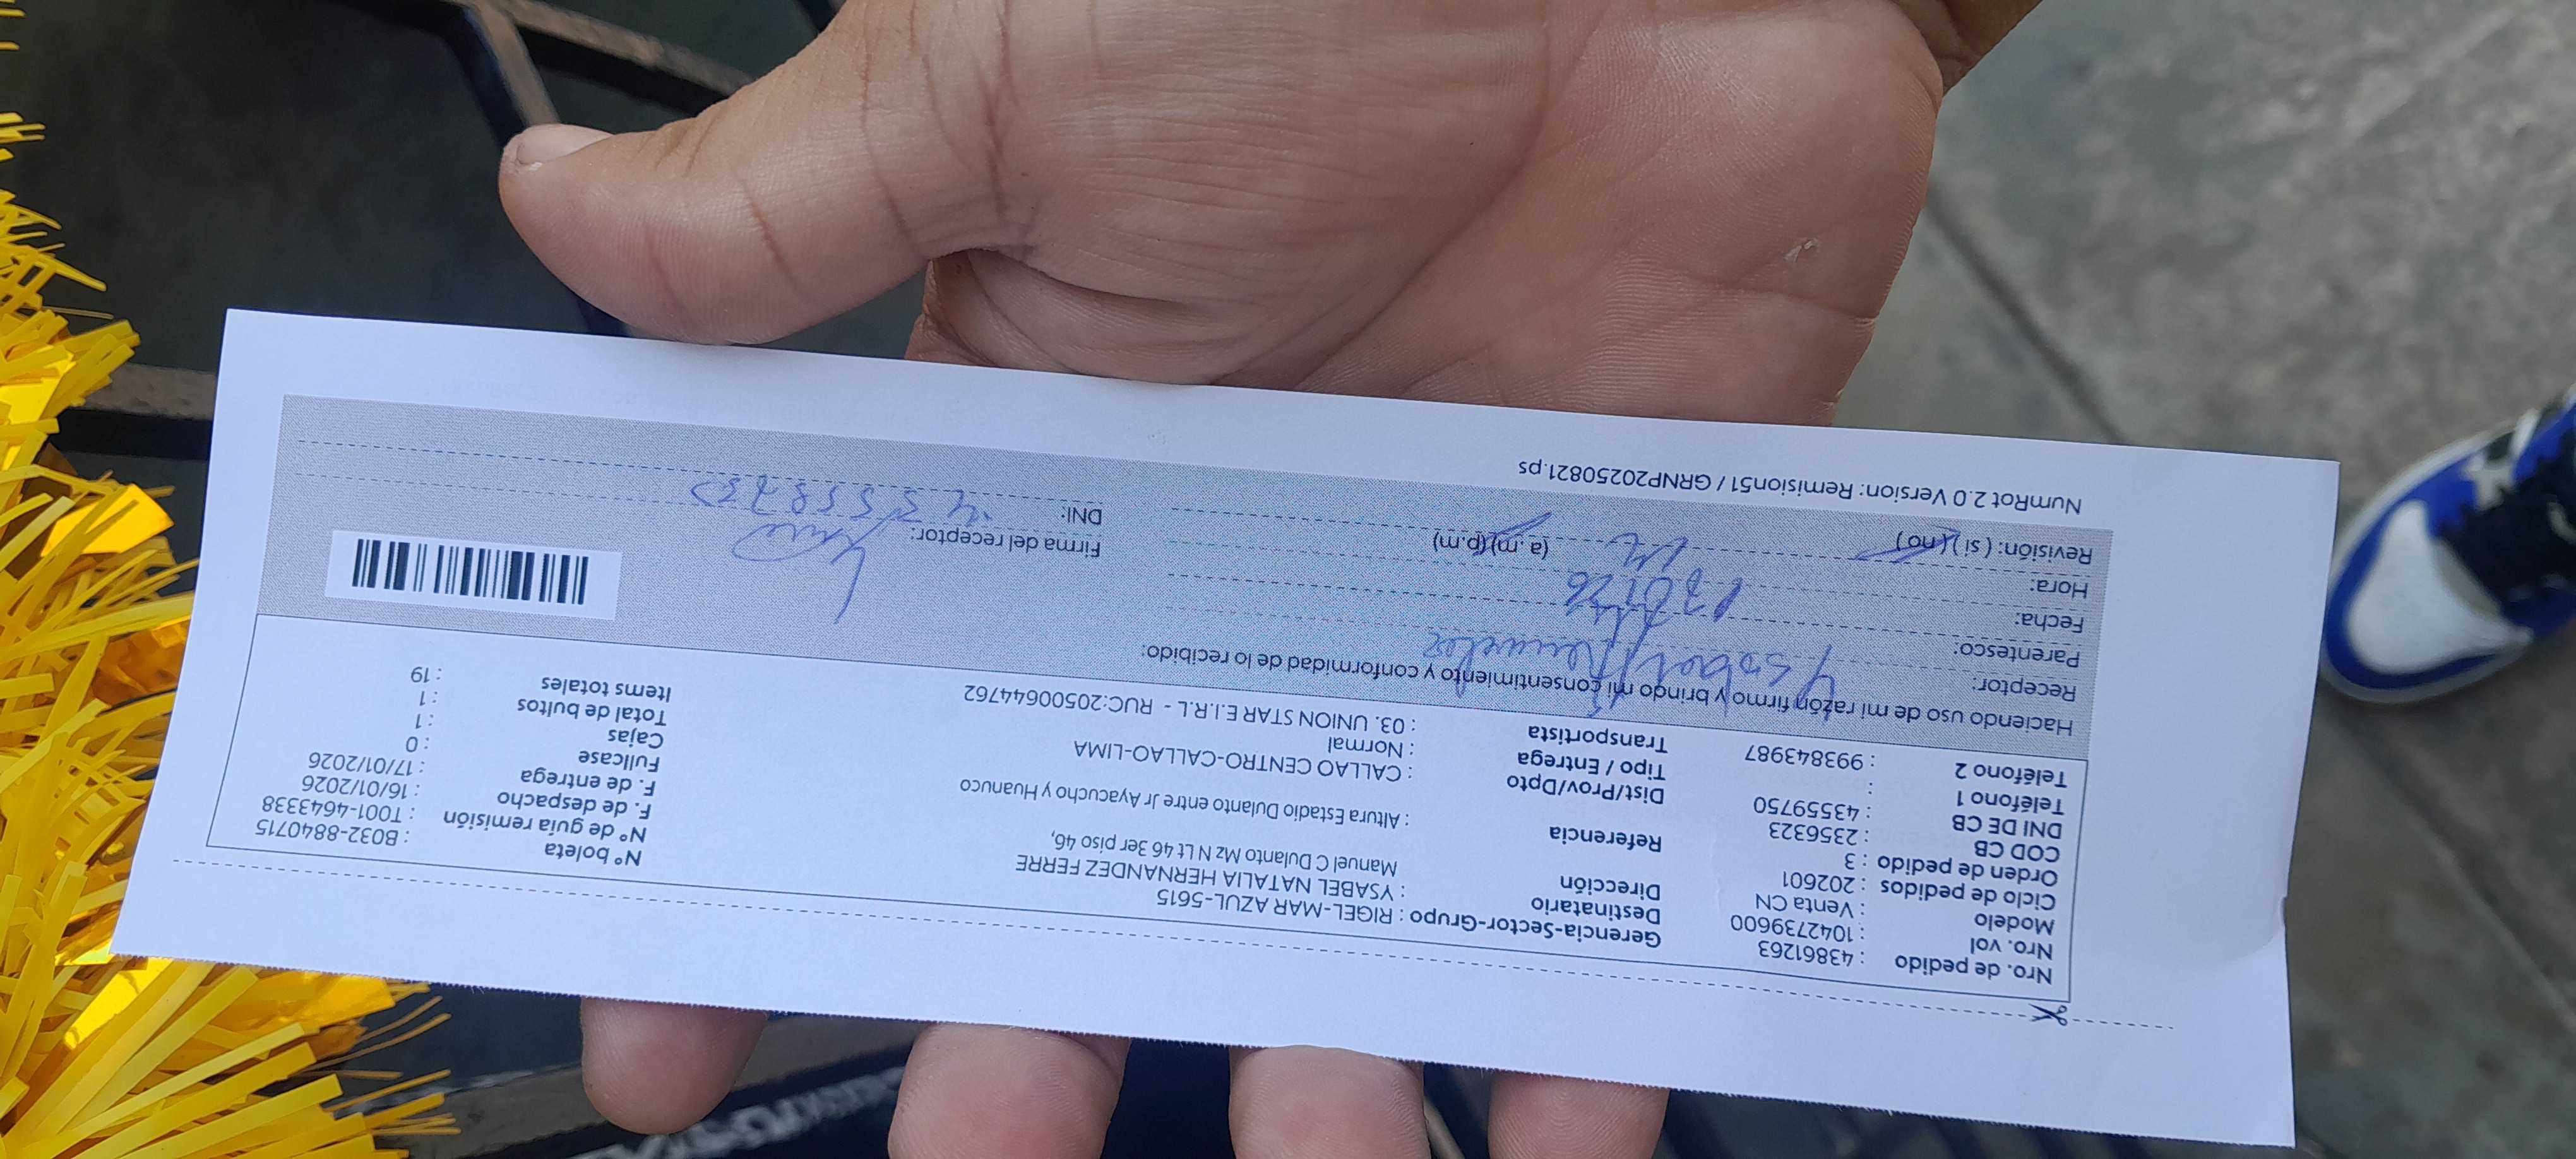 Nro. de pedido : 43861263
Nro. vol : 1042739600
Modelo : Venta CN
Ciclo de pedidos : 202601
Orden de pedido : 3
COD CB : 2356323
DNI DE CB : 43559750
Teléfono 1 :
Teléfono 2 : 993843987
Gerencia-Sector-Grupo : RIGEL-MAR AZUL-5615
Destinatario : YSABEL NATALIA HERNANDEZ FERRE
Dirección Manuel C Dulanto Mz N Lt 46 3er piso 46,
Referencia : Altura Estadio Dulanto entre Jr Ayacucho y Huanuco
Dist/Prov/Dpto : CALLAO CENTRO-CALLAO-LIMA
Tipo / Entrega : Normal
Transportista : 03. UNION STAR E.I.R.L - RUC:20500644762
Nº boleta : B032-8840715
Nº de guía remisión : T001-4643338
F. de despacho : 16/01/2026
F. de entrega : 17/01/2026
Fullcase : 0
Cajas : 1
Total de bultos : 1
Items totales : 19
Haciendo uso de mi razón firmo y brindo mi consentimiento y conformidad de lo recibido:
Receptor: Ysabel Hernandez
Parentesco:
Fecha:
Hora: (a.m)(p.m)
Revisión: ( si ) ( no )
Firma del receptor:
DNI:
NumRot 2.0 Version: Remision51 / GRNP20250821.ps